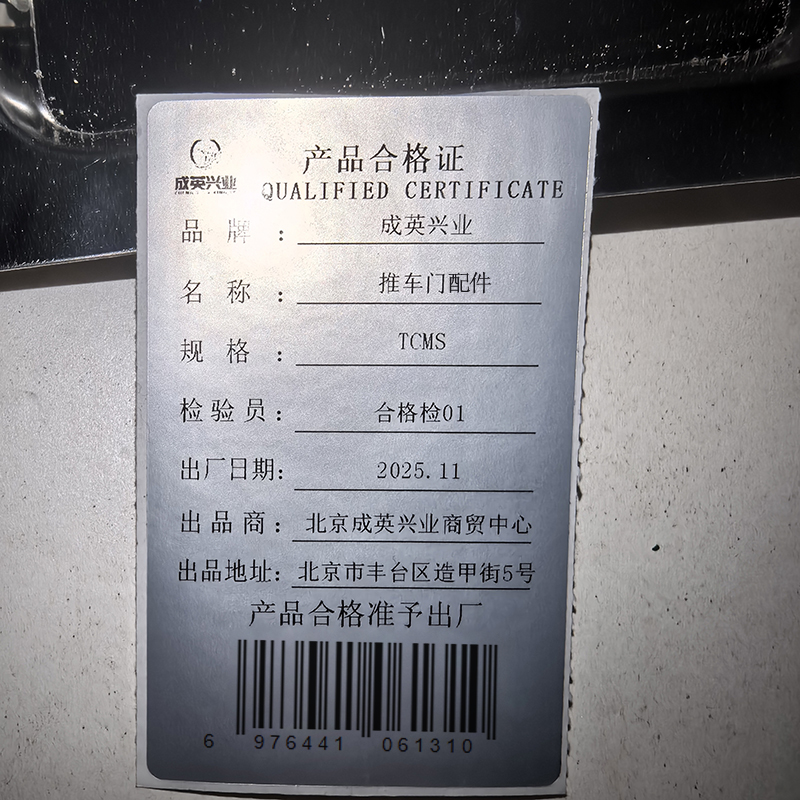 成英兴业
产品合格证
QUALIFIED CERTIFICATE
品牌：成英兴业
名称：推车门配件
规格：TCMS
检验员：合格检01
出厂日期：2025.11
出品商：北京成英兴业商贸中心
出品地址：北京市丰台区造甲街5号
产品合格准予出厂
6 976441 061310